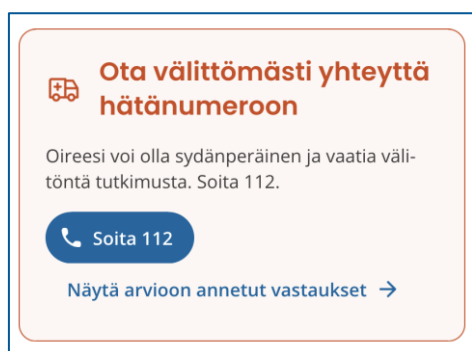 Ota välittömästi yhteyttä
hätänumeroon
Oireesi voi olla sydänperäinen ja vaatia väli-
töntä tutkimusta. Soita 112.
Soita 112
Näytä arvioon annetut vastaukset →